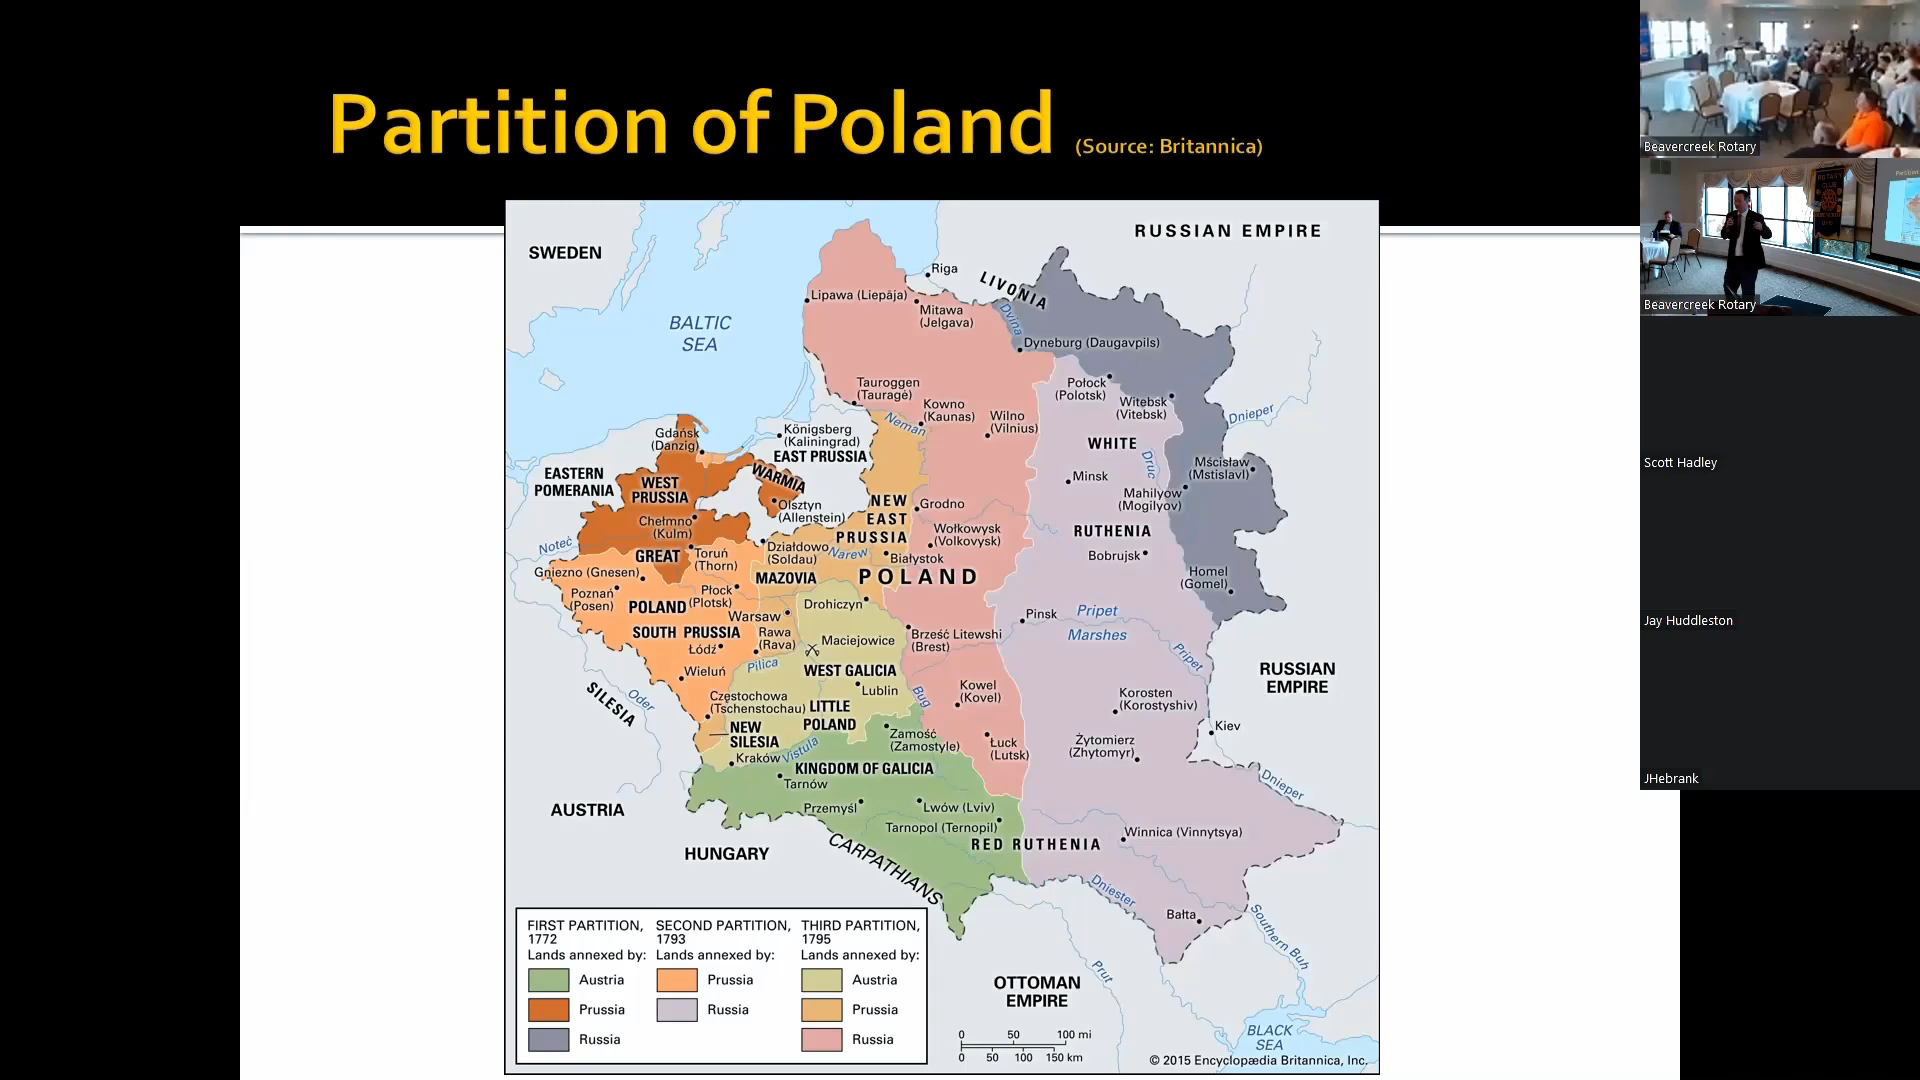 Partition of Poland (Source: Britannica)
SWEDEN
RUSSIAN EMPIRE
BALTIC
SEA
Riga
LIVONIA
Lipawa (Liepāja)
Mitawa
(Jelgava)
Dvina
Dyneburg (Daugavpils)
Tauroggen
(Tauragė)
Połock
(Polotsk)
Witebsk
(Vitebsk)
Dnieper
Kowno
(Kaunas)
Wilno
(Vilnius)
Neman
Gdańsk
(Danzig)
Königsberg
(Kaliningrad)
EAST PRUSSIA
WHITE
Druc
Mścisław
(Mstislavl)
EASTERN
POMERANIA
WEST
PRUSSIA
WARMIA
Minsk
Mahilyow
(Mogilyov)
Olsztyn
(Allenstein)
NEW
EAST
PRUSSIA
Grodno
Chełmno
(Kulm)
Wołkowysk
(Volkovysk)
RUTHENIA
Noteć
GREAT
Toruń
(Thorn)
Działdowo
(Soldau)
Narew
Białystok
Bobrujsk
Gniezno (Gnesen)
MAZOVIA
POLAND
Homel
(Gomel)
Poznań
(Posen)
POLAND
Płock
(Plotsk)
Drohiczyn
Warsaw
Pinsk
Pripet
Marshes
SOUTH PRUSSIA
Rawa
(Rava)
Maciejowice
Brześć Litewski
(Brest)
Łódź
Pripet
Wieluń
Pilica
WEST GALICIA
RUSSIAN
EMPIRE
SILESIA
Oder
Lublin
Bug
Kowel
(Kovel)
Korosten
(Korostyshiv)
Częstochowa
(Tschenstochau)
LITTLE
POLAND
NEW
SILESIA
Zamość
(Zamostyle)
Łuck
(Lutsk)
Żytomierz
(Zhytomyr)
Kiev
Kraków
Vistula
KINGDOM OF GALICIA
Tarnów
Dnieper
AUSTRIA
Przemyśl
Lwów (Lviv)
Tarnopol (Ternopil)
Winnica (Vinnytsya)
HUNGARY
CARPATHIANS
RED RUTHENIA
Dniester
Bałta
Southern Buh
Prut
OTTOMAN
EMPIRE
BLACK
SEA
FIRST PARTITION,
1772
Lands annexed by:
Austria
Prussia
Russia
SECOND PARTITION,
1793
Lands annexed by:
Prussia
Russia
THIRD PARTITION,
1795
Lands annexed by:
Austria
Prussia
Russia
0 50 100 mi
0 50 100 150 km
© 2015 Encyclopædia Britannica, Inc.
Beavercreek Rotary
ROTARY
CLUB
Partition
Beavercreek Rotary
Scott Hadley
Jay Huddleston
JHebrank